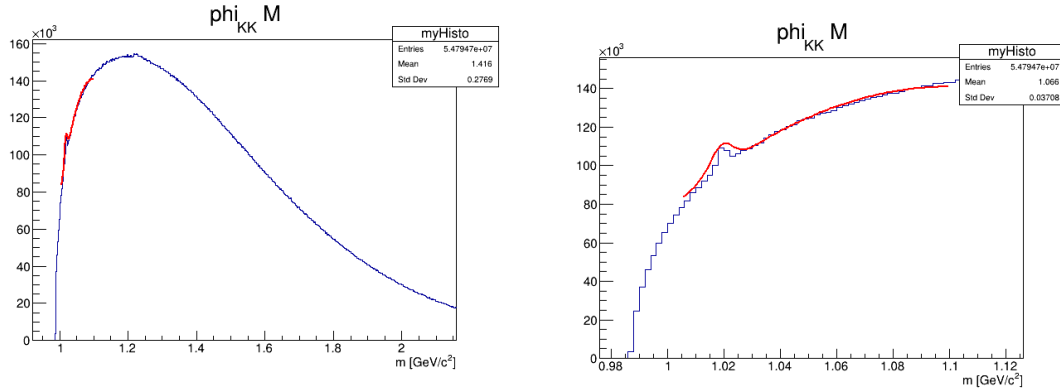 phi_KK M
×10³
myHisto
Entries 5.47947e+07
Mean 1.416
Std Dev 0.2769
160
140
120
100
80
60
40
20
0
1 1.2 1.4 1.6 1.8 2
m [GeV/c²]
phi_KK M
×10³
myHisto
Entries 5.47947e+07
Mean 1.066
Std Dev 0.03708
140
120
100
80
60
40
20
0
0.98 1 1.02 1.04 1.06 1.08 1.1 1.12
m [GeV/c²]